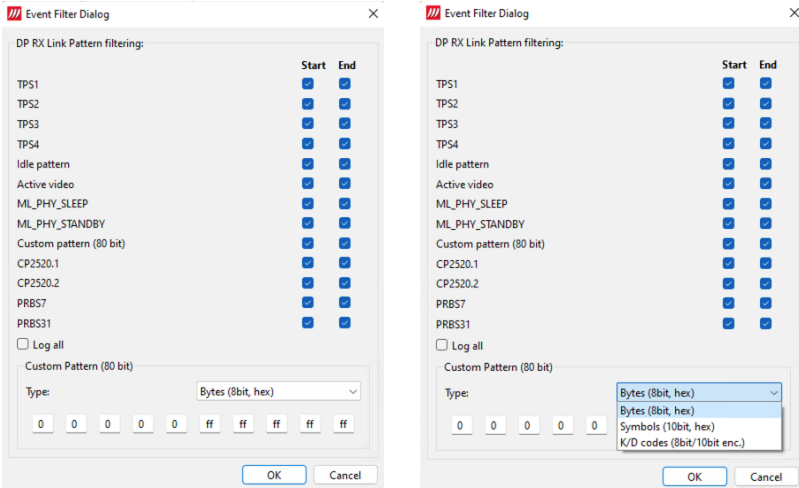 Event Filter Dialog
DP RX Link Pattern filtering:
Start End
TPS1
TPS2
TPS3
TPS4
Idle pattern
Active video
ML_PHY_SLEEP
ML_PHY_STANDBY
Custom pattern (80 bit)
CP2520.1
CP2520.2
PRBS7
PRBS31
Log all
Custom Pattern (80 bit)
Type: Bytes (8bit, hex)
0 0 0 0 0 ff ff ff ff ff
OK Cancel
Event Filter Dialog
DP RX Link Pattern filtering:
Start End
TPS1
TPS2
TPS3
TPS4
Idle pattern
Active video
ML_PHY_SLEEP
ML_PHY_STANDBY
Custom pattern (80 bit)
CP2520.1
CP2520.2
PRBS7
PRBS31
Log all
Custom Pattern (80 bit)
Type: Bytes (8bit, hex)
Bytes (8bit, hex)
0 0 0 0 0 Symbols (10bit, hex)
K/D codes (8bit/10bit enc.)
OK Cancel